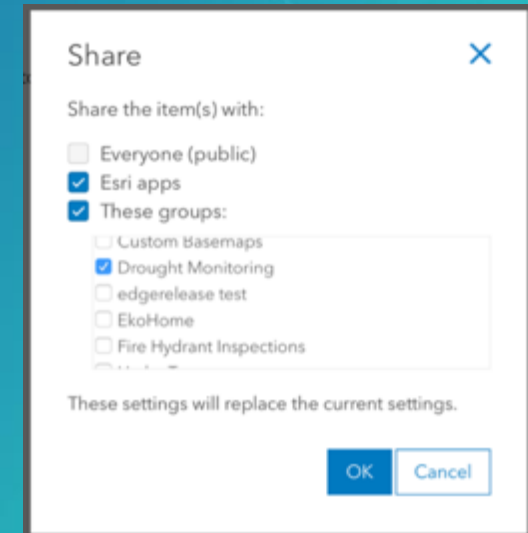 Share
Share the item(s) with:
Everyone (public)
Esri apps
These groups:
Custom Basemaps
Drought Monitoring
edgerelease test
EkoHome
Fire Hydrant Inspections
These settings will replace the current settings.
OK
Cancel